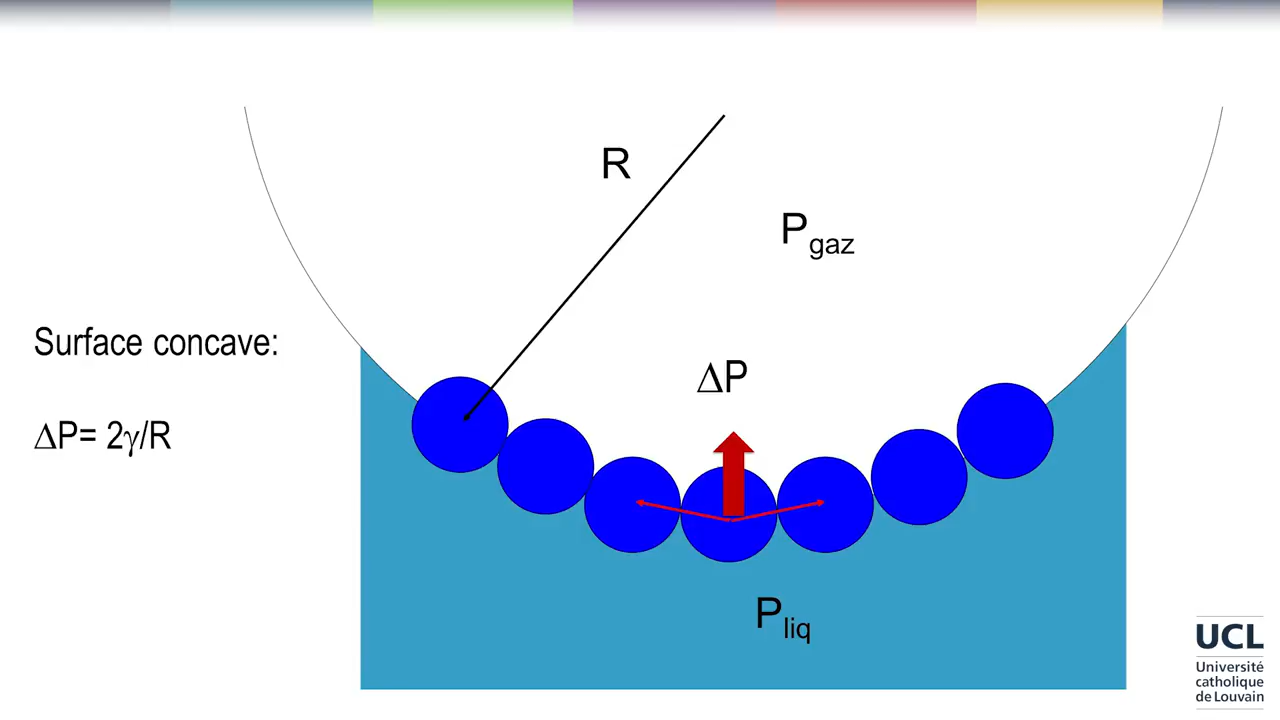 R
Pgaz
Surface concave:
ΔP
ΔP= 2γ/R
Pliq
UCL
Université
catholique
de Louvain